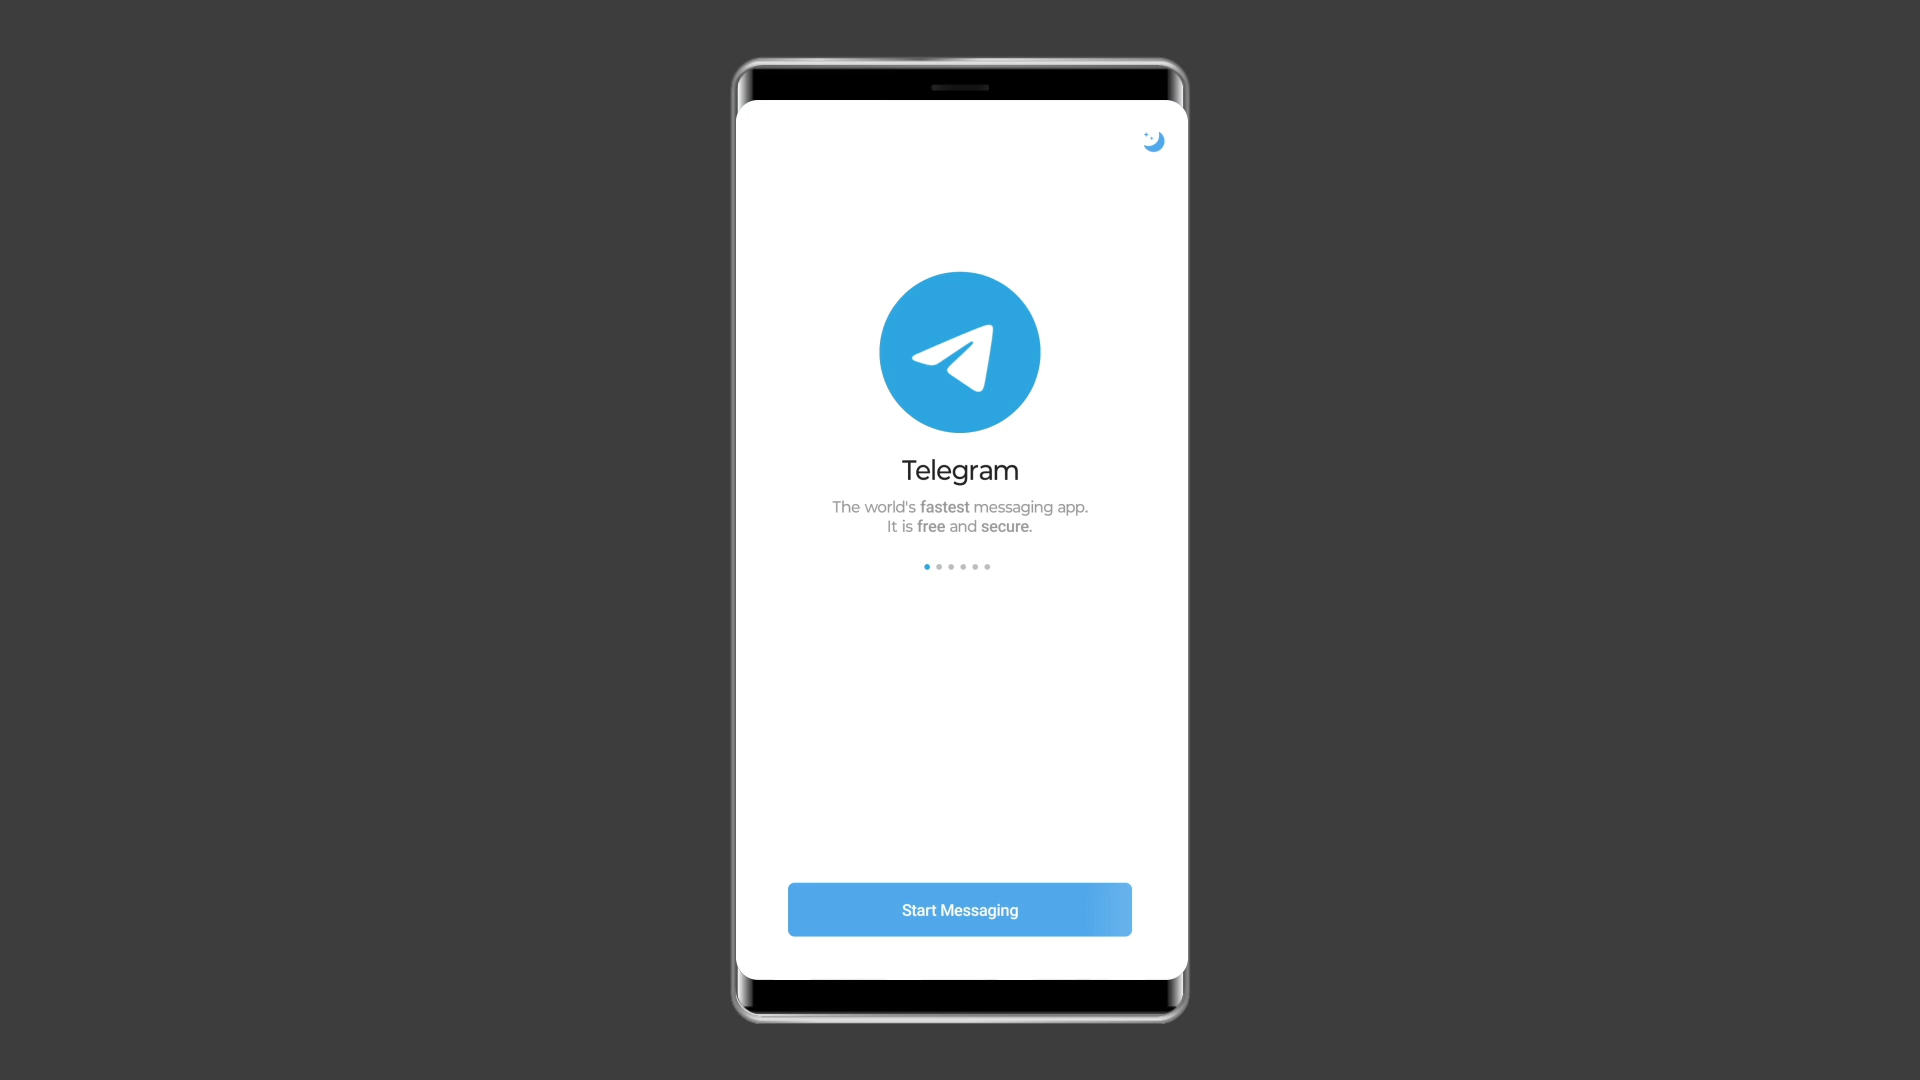 Telegram
The world's fastest messaging app.
It is free and secure.
Start Messaging